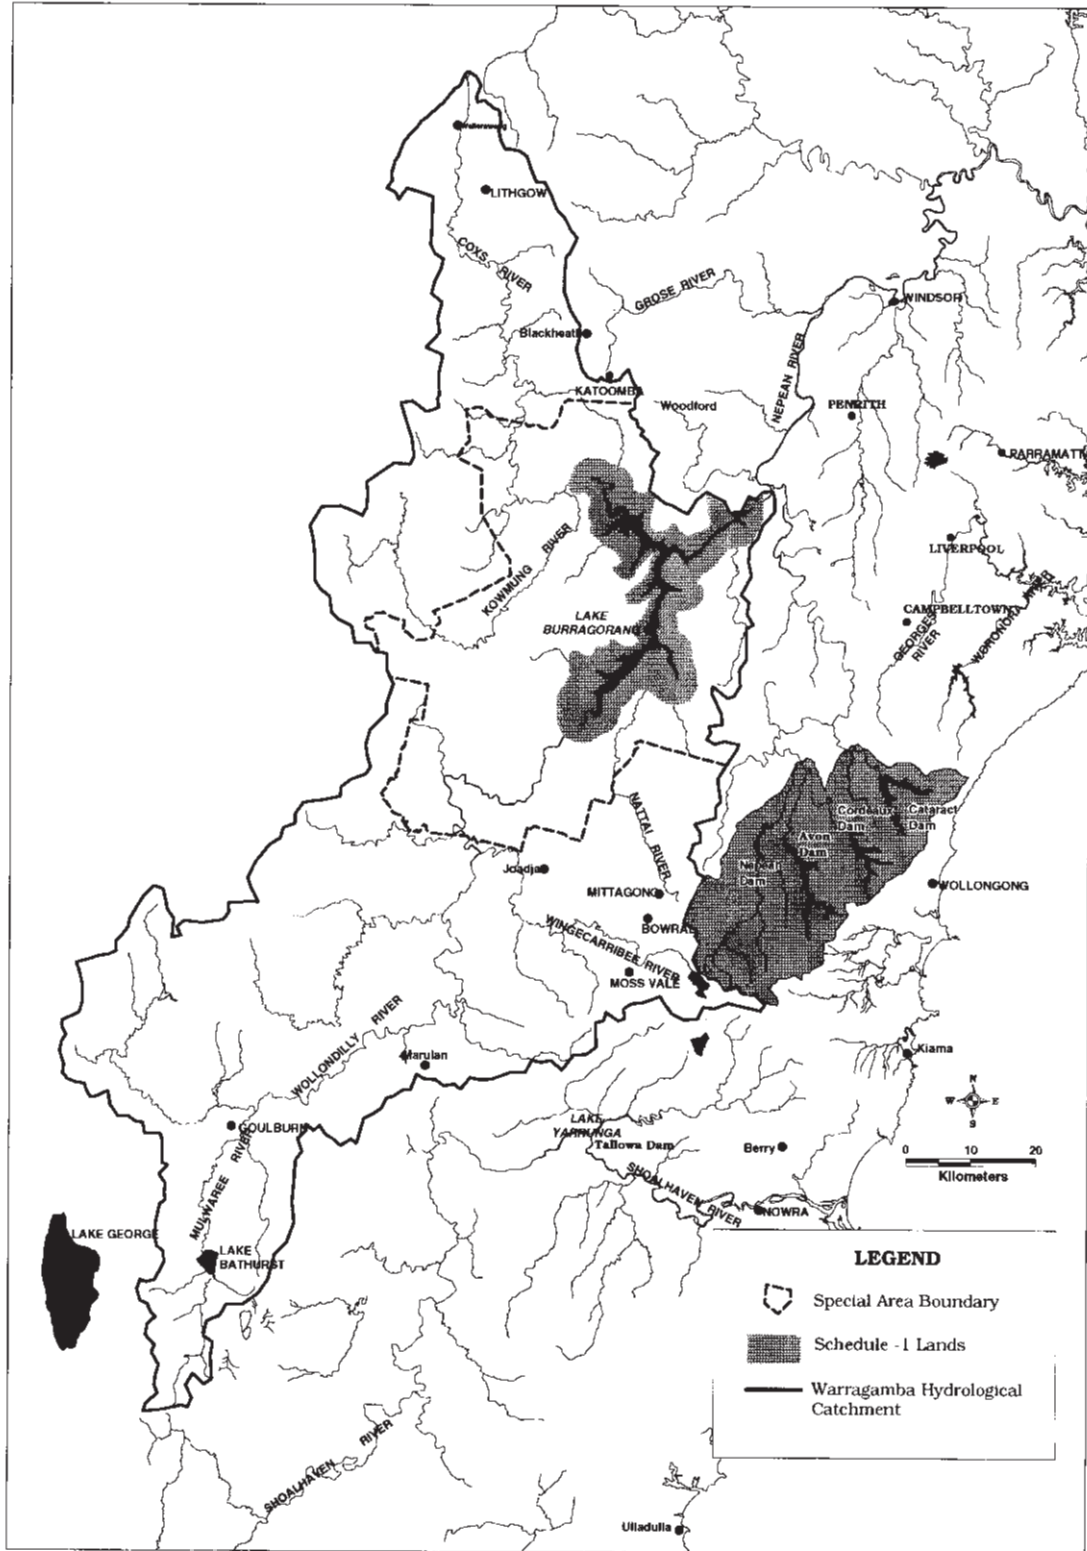 LITHGOW
COXS RIVER
GROSE RIVER
WINDSOR
Blackheath
NEPEAN RIVER
KATOOMBA
Woodford
PENRITH
PARRAMATT
KOWMUNG RIVER
LIVERPOOL
LAKE
BURRAGORANG
CAMPBELLTOWN
GEORGES
RIVER
WORONORA RIVER
Cordeaux
Dam
Cataract
Dam
Avon
Dam
Nepean
Dam
NATTAI RIVER
Joadja
MITTAGONG
WOLLONGONG
BOWRAL
WINGECARRIBEE RIVER
MOSS VALE
WOLLONDILLY RIVER
Marulan
Kiama
N
W E
S
GOULBURN
LAKE
YARRUNGA
Tallowa Dam
Berry
0 10 20
Kilometers
MULWAREE RIVER
SHOALHAVEN RIVER
NOWRA
LAKE GEORGE
LAKE
BATHURST
LEGEND
Special Area Boundary
Schedule -1 Lands
Warragamba Hydrological
Catchment
SHOALHAVEN RIVER
Ulladulla